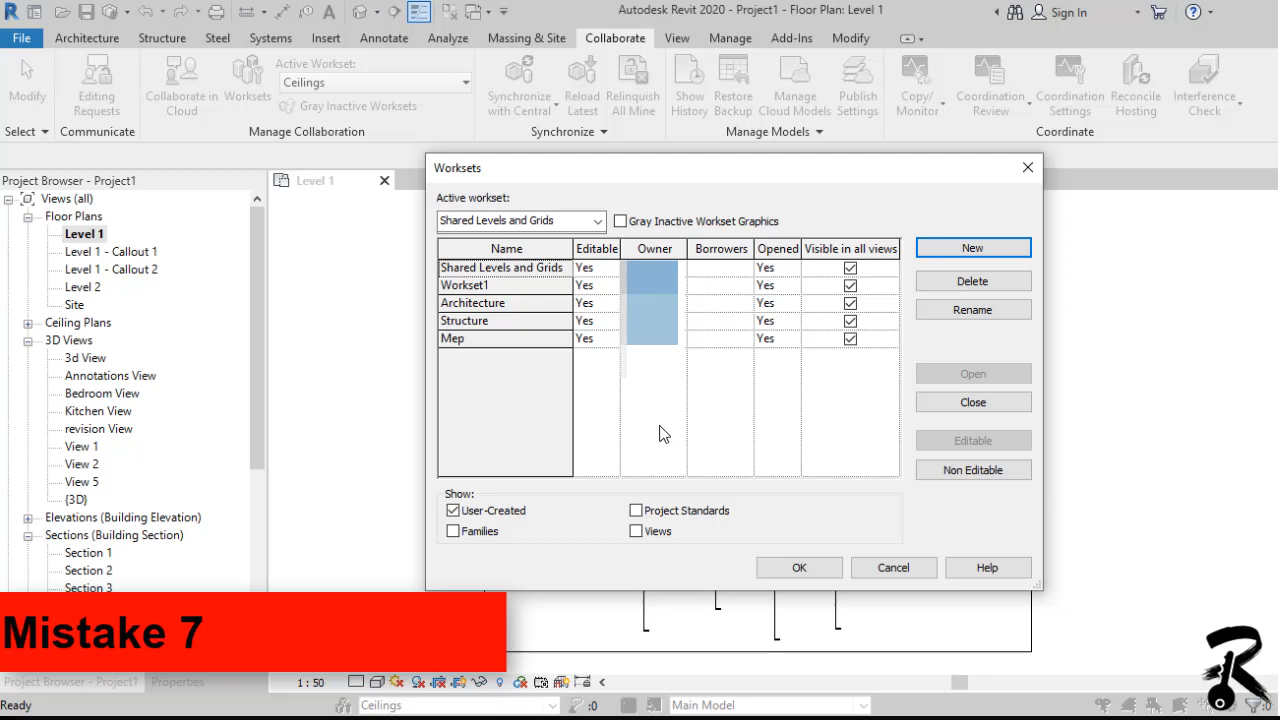 Autodesk Revit 2020 - Project1 - Floor Plan: Level 1
Sign In
File Architecture Structure Steel Systems Insert Annotate Analyze Massing & Site Collaborate View Manage Add-Ins Modify
Modify
Select
Editing Requests
Communicate
Collaborate in Cloud
Worksets
Active Workset:
Ceilings
Gray Inactive Worksets
Manage Collaboration
Synchronize with Central
Reload Latest
Relinquish All Mine
Synchronize
Show History
Restore Backup
Manage Cloud Models
Publish Settings
Manage Models
Copy/ Monitor
Coordination Review
Coordination Settings
Reconcile Hosting
Interference Check
Coordinate
Project Browser - Project1
Views (all)
Floor Plans
Level 1
Level 1 - Callout 1
Level 1 - Callout 2
Level 2
Site
Ceiling Plans
3D Views
3d View
Annotations View
Bedroom View
Kitchen View
revision View
View 1
View 2
View 5
{3D}
Elevations (Building Elevation)
Sections (Building Section)
Section 1
Section 2
Section 3
Level 1
Worksets
Active workset:
Shared Levels and Grids
Gray Inactive Workset Graphics
Name Editable Owner Borrowers Opened Visible in all views
Shared Levels and Grids Yes Yes
Workset1 Yes Yes
Architecture Yes Yes
Structure Yes Yes
Mep Yes Yes
New
Delete
Rename
Open
Close
Editable
Non Editable
Show:
User-Created
Project Standards
Families
Views
OK Cancel Help
Mistake 7
Project Browser - Project1 Properties
1 : 50
Ready
Ceilings
:0
Main Model
:0